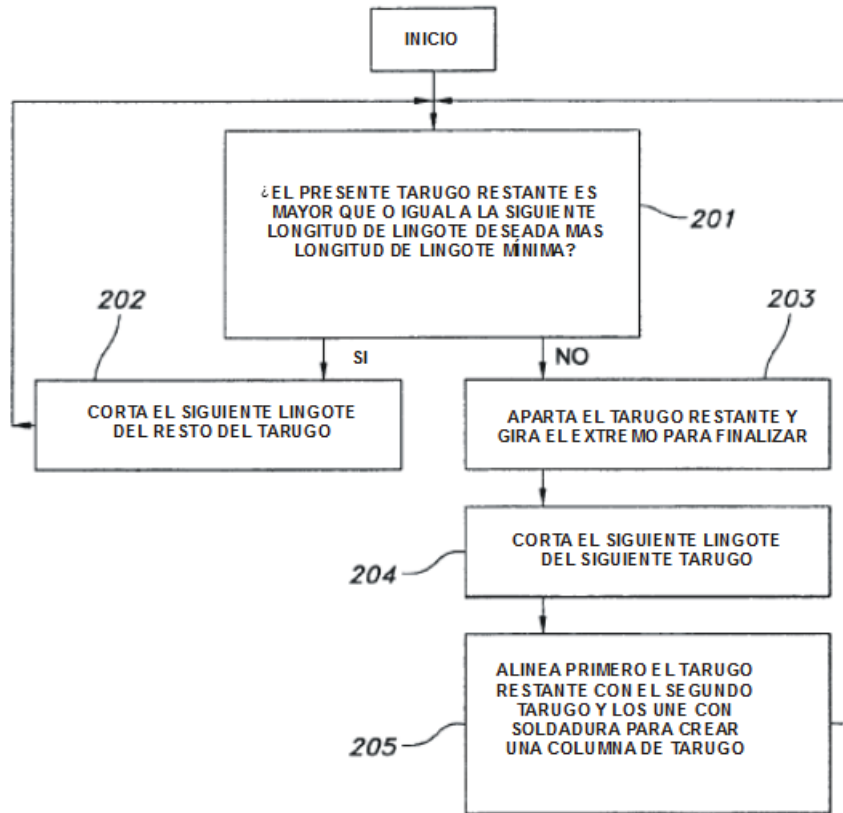 INICIO
¿EL PRESENTE TARUGO RESTANTE ES
MAYOR QUE O IGUAL A LA SIGUIENTE
LONGITUD DE LINGOTE DESEADA MAS
LONGITUD DE LINGOTE MÍNIMA?
201
202
203
SI
NO
CORTA EL SIGUIENTE LINGOTE
DEL RESTO DEL TARUGO
APARTA EL TARUGO RESTANTE Y
GIRA EL EXTREMO PARA FINALIZAR
CORTA EL SIGUIENTE LINGOTE
DEL SIGUIENTE TARUGO
204
ALINEA PRIMERO EL TARUGO
RESTANTE CON EL SEGUNDO
TARUGO Y LOS UNE CON
SOLDADURA PARA CREAR
UNA COLUMNA DE TARUGO
205